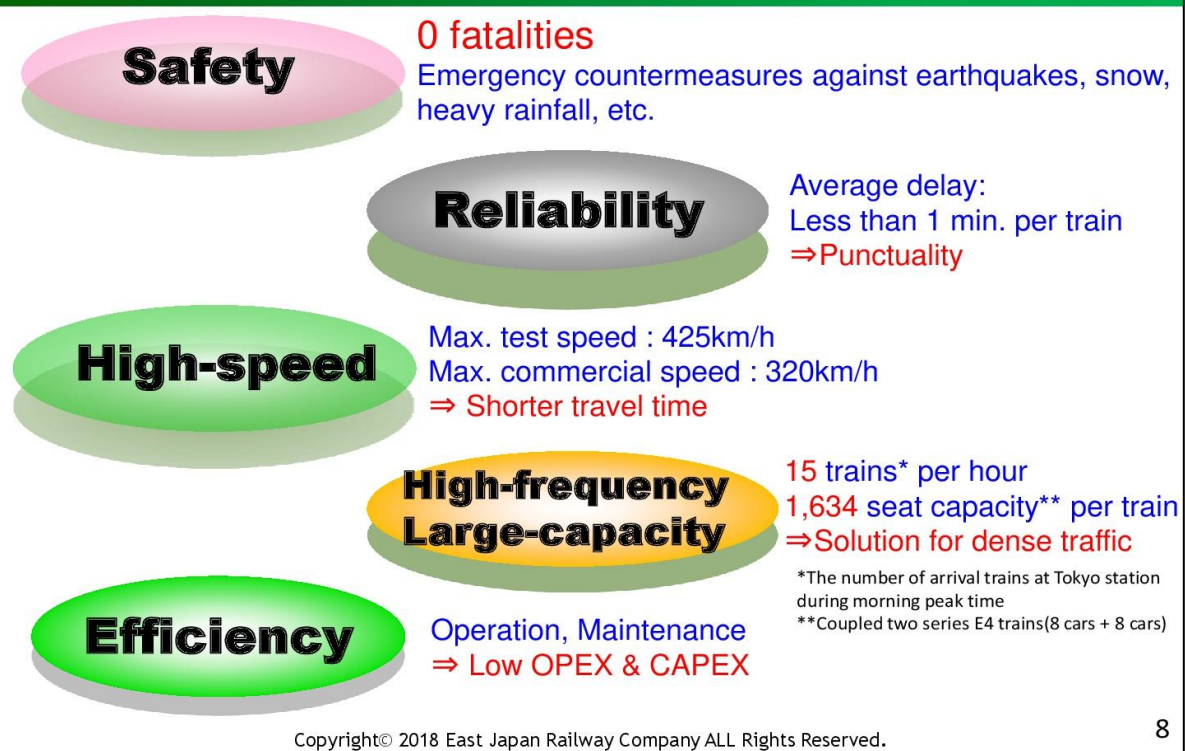 Safety
0 fatalities
Emergency countermeasures against earthquakes, snow,
heavy rainfall, etc.
Reliability
Average delay:
Less than 1 min. per train
⇒Punctuality
High-speed
Max. test speed : 425km/h
Max. commercial speed : 320km/h
⇒ Shorter travel time
High-frequency
Large-capacity
15 trains* per hour
1,634 seat capacity** per train
⇒Solution for dense traffic
*The number of arrival trains at Tokyo station
during morning peak time
**Coupled two series E4 trains(8 cars + 8 cars)
Efficiency
Operation, Maintenance
⇒ Low OPEX & CAPEX
Copyright© 2018 East Japan Railway Company ALL Rights Reserved.
8